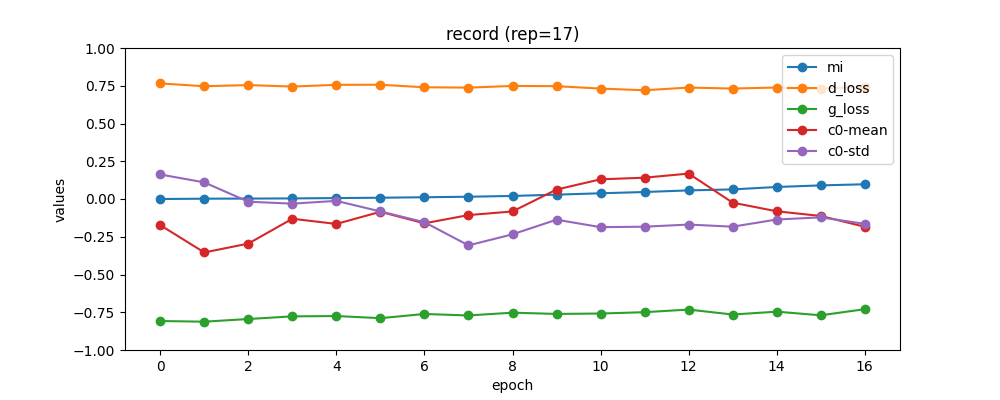 record (rep=17)
1.00
0.75
0.50
0.25
0.00
−0.25
−0.50
−0.75
−1.00
values
mi
d_loss
g_loss
c0-mean
c0-std
0 2 4 6 8 10 12 14 16
epoch